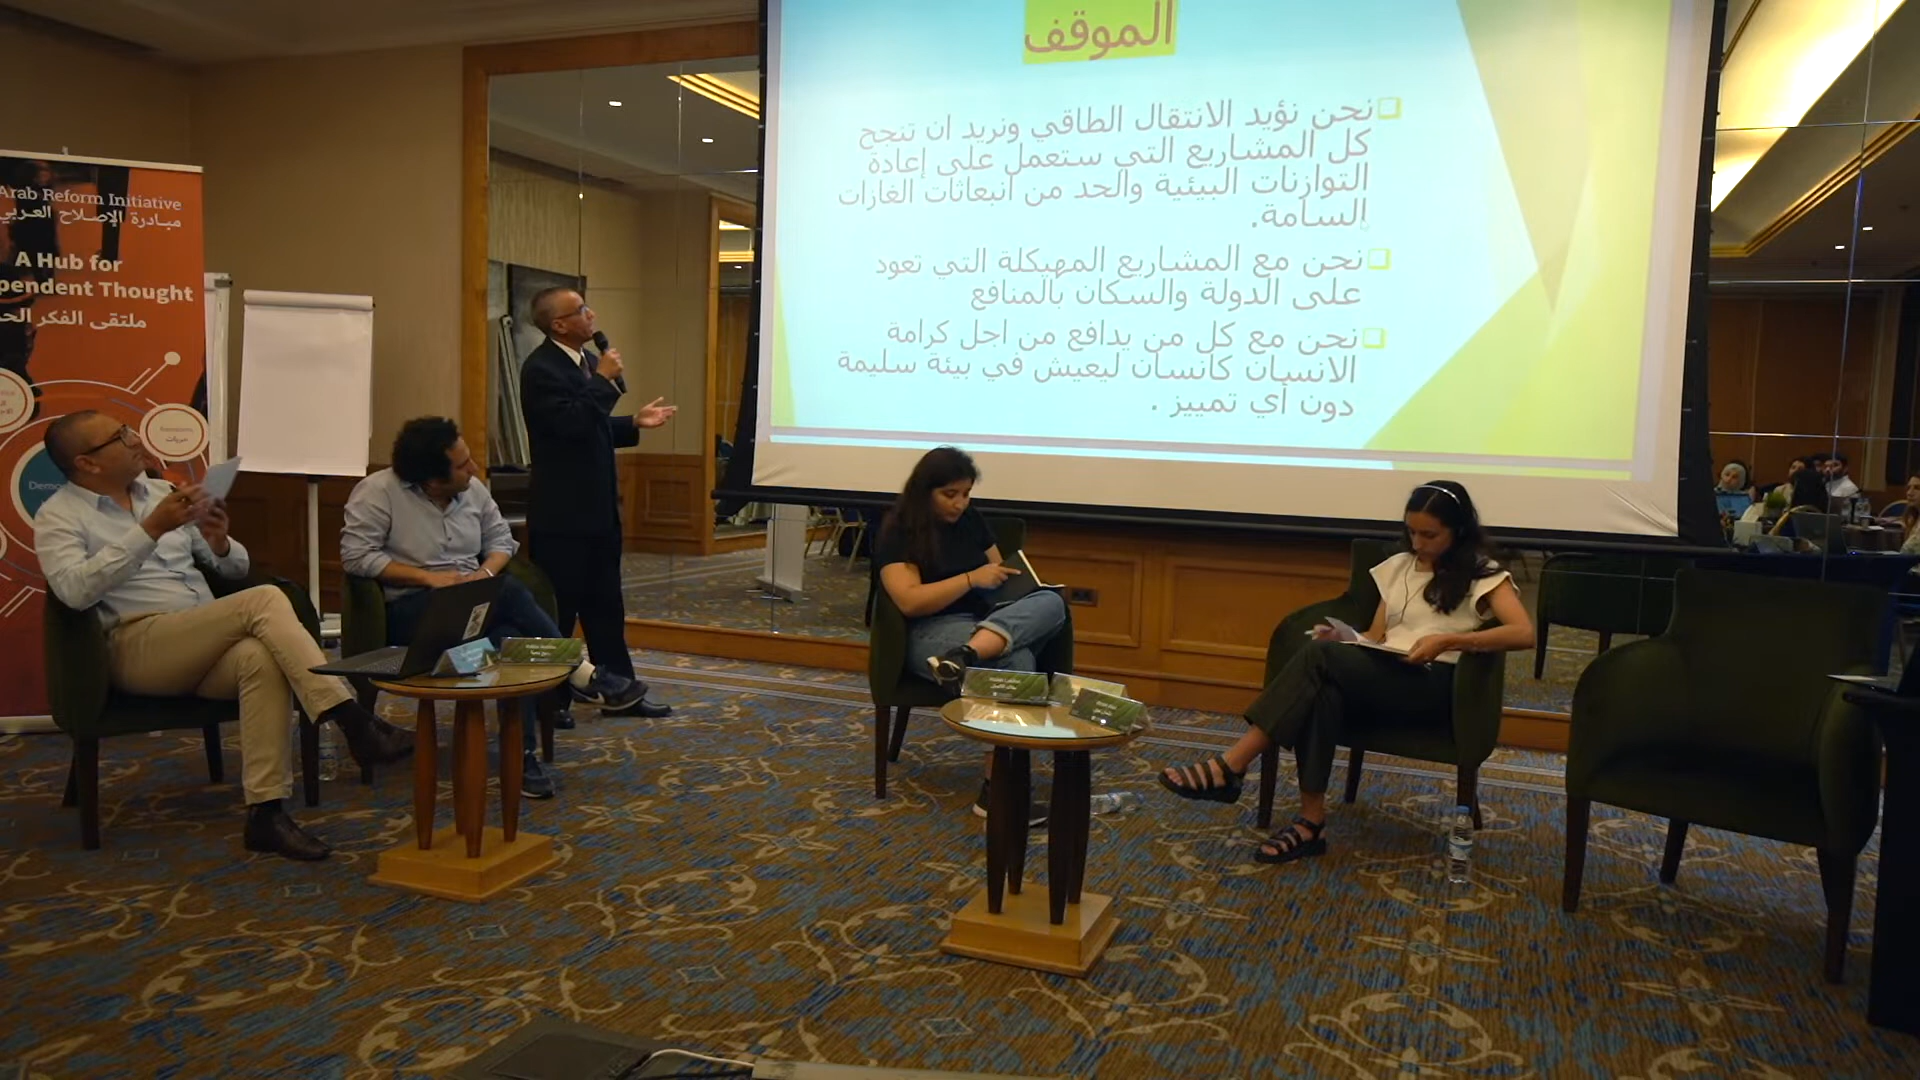 Arab Reform Initiative
مبادرة الإصلاح العربي
A Hub for
pendent Thought
ملتقى الفكر
حريات
الموقف
نحن نؤيد الانتقال الطاقي ونريد ان تنجح
كل المشاريع التي ستعمل على إعادة
التوازنات البيئية والحد من انبعاثات الغازات
السامة.
نحن مع المشاريع المهيكلة التي تعود
على الدولة والسكان بالمنافع
نحن مع كل من يدافع من اجل كرامة
الانسان كانسان ليعيش في بيئة سليمة
دون أي تمييز .